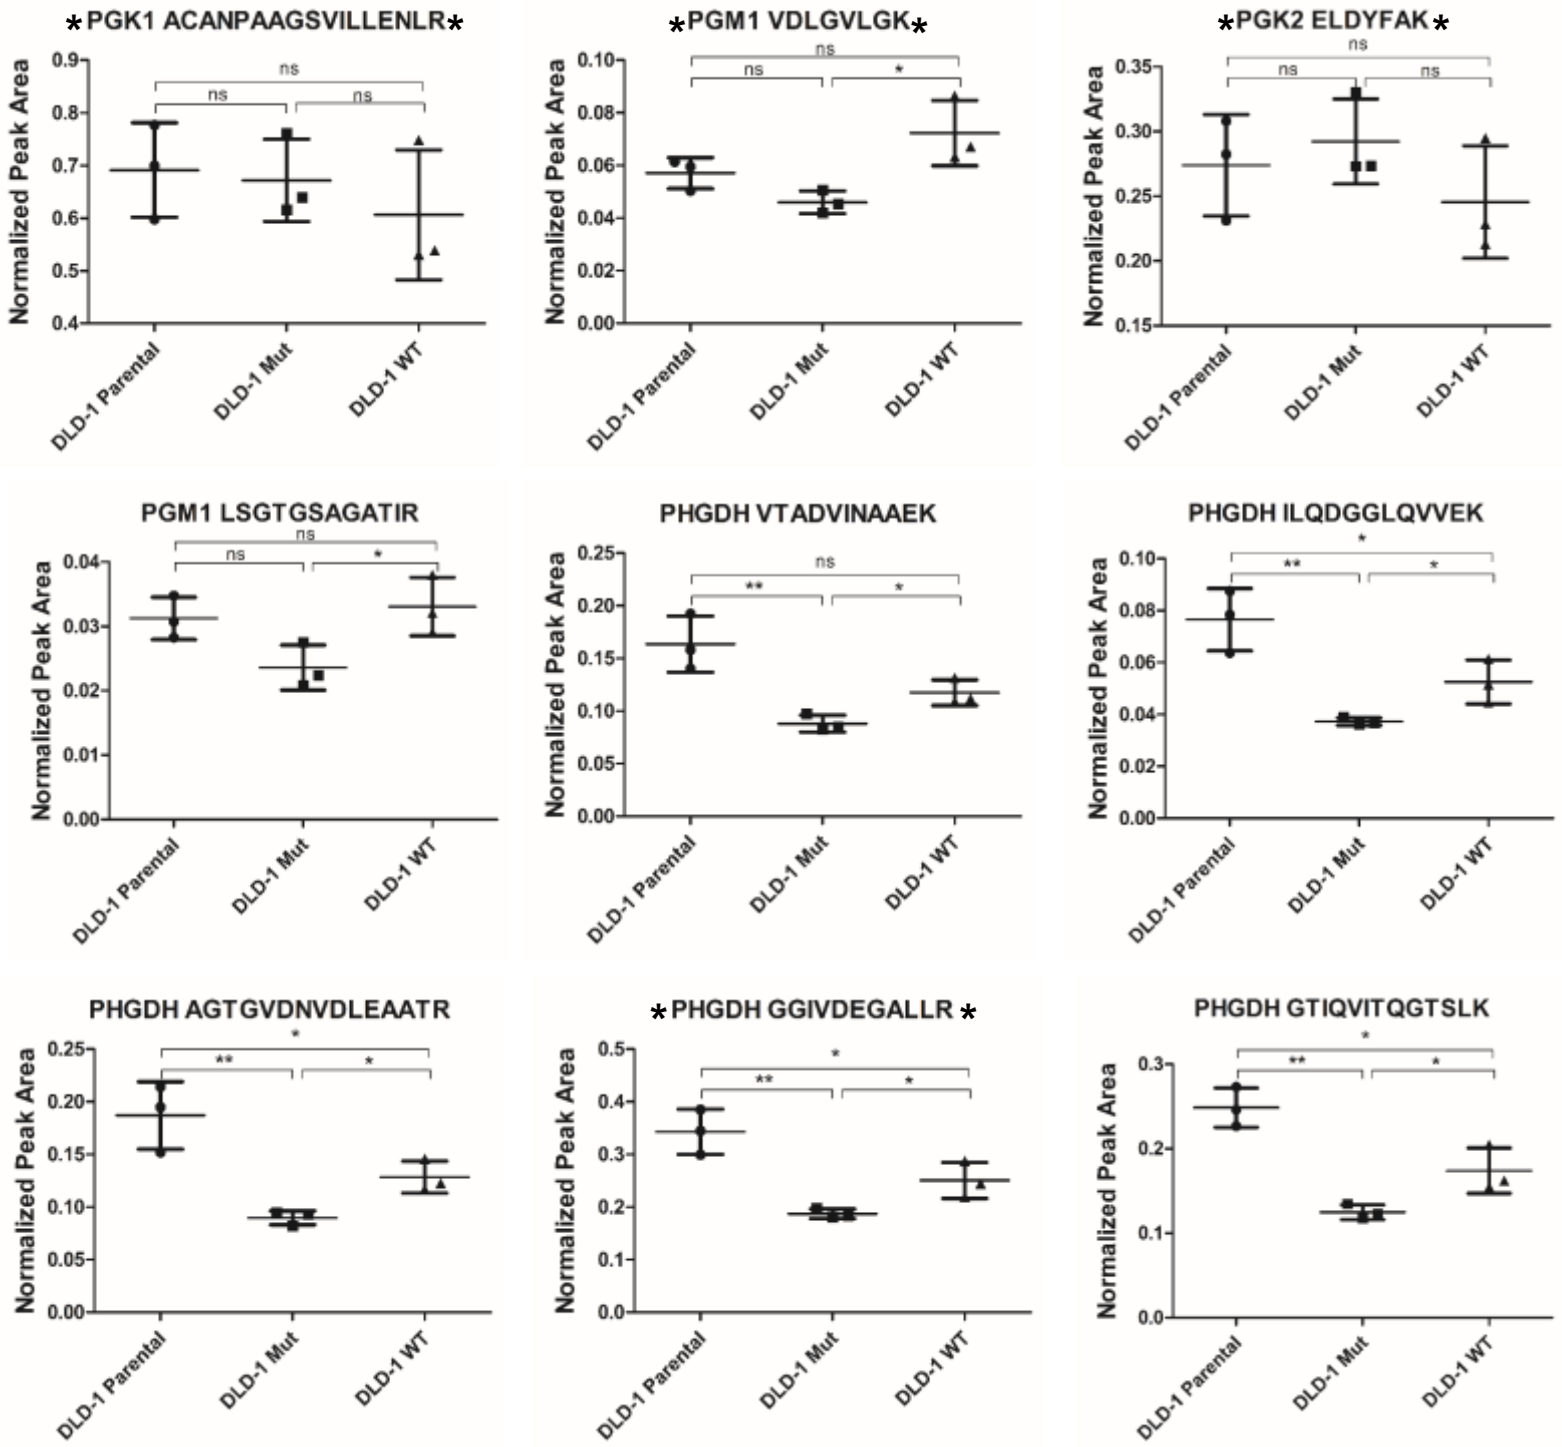 *PGK1 ACANPAAGSVILLENLR*
ns
ns
ns
Normalized Peak Area
0.9
0.8
0.7
0.6
0.5
0.4
DLD-1 Parental
DLD-1 Mut
DLD-1 WT
*PGM1 VDLGVLGK*
ns
ns
*
Normalized Peak Area
0.10
0.08
0.06
0.04
0.02
0.00
DLD-1 Parental
DLD-1 Mut
DLD-1 WT
*PGK2 ELDYFAK*
ns
ns
ns
Normalized Peak Area
0.35
0.30
0.25
0.20
0.15
DLD-1 Parental
DLD-1 Mut
DLD-1 WT
PGM1 LSGTGSAGATIR
ns
ns
*
Normalized Peak Area
0.04
0.03
0.02
0.01
0.00
DLD-1 Parental
DLD-1 Mut
DLD-1 WT
PHGDH VTADVINAAEK
ns
**
*
Normalized Peak Area
0.25
0.20
0.15
0.10
0.05
0.00
DLD-1 Parental
DLD-1 Mut
DLD-1 WT
PHGDH ILQDGGLQVVEK
*
**
*
Normalized Peak Area
0.10
0.08
0.06
0.04
0.02
0.00
DLD-1 Parental
DLD-1 Mut
DLD-1 WT
PHGDH AGTGVDNVDLEAATR
*
**
*
Normalized Peak Area
0.25
0.20
0.15
0.10
0.05
0.00
DLD-1 Parental
DLD-1 Mut
DLD-1 WT
*PHGDH GGIVDEGALLR*
*
**
*
Normalized Peak Area
0.5
0.4
0.3
0.2
0.1
0.0
DLD-1 Parental
DLD-1 Mut
DLD-1 WT
PHGDH GTIQVITQGTSLK
*
**
*
Normalized Peak Area
0.3
0.2
0.1
0.0
DLD-1 Parental
DLD-1 Mut
DLD-1 WT